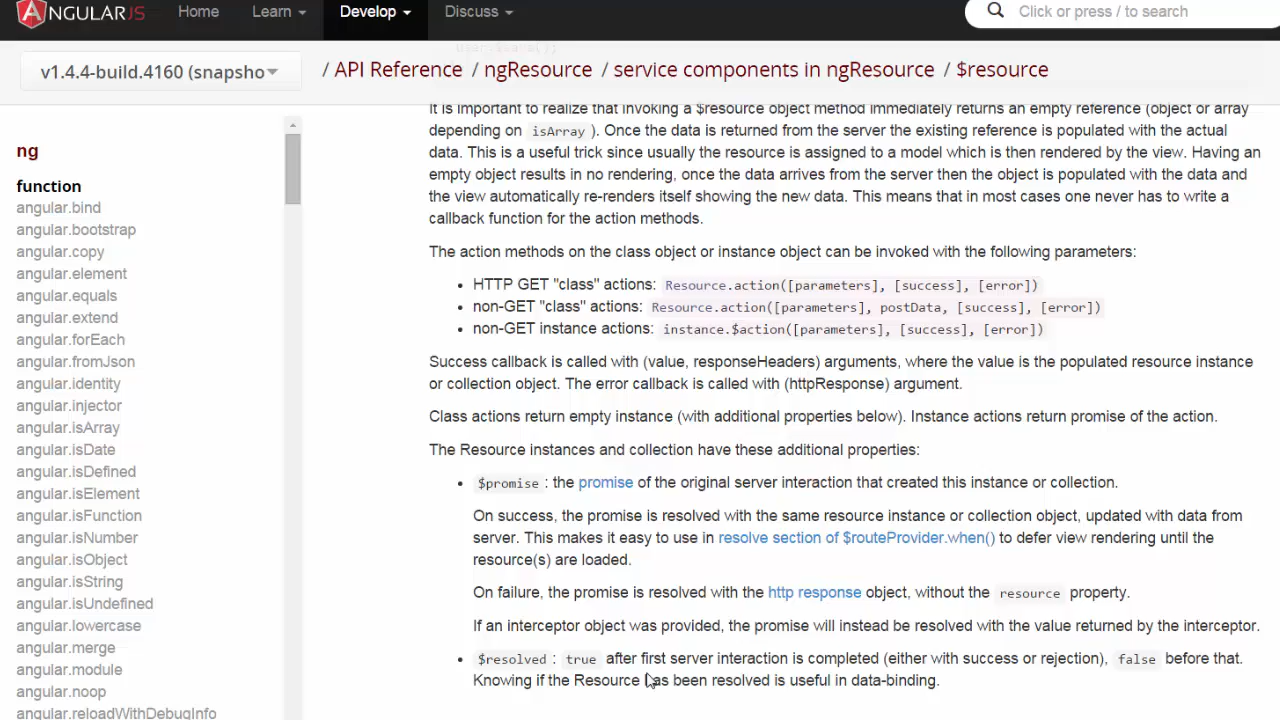 ANGULARJS Home Learn Develop Discuss Click or press / to search
user.$save();
v1.4.4-build.4160 (snapsho / API Reference / ngResource / service components in ngResource / $resource
It is important to realize that invoking a $resource object method immediately returns an empty reference (object or array
depending on isArray ). Once the data is returned from the server the existing reference is populated with the actual
data. This is a useful trick since usually the resource is assigned to a model which is then rendered by the view. Having an
empty object results in no rendering, once the data arrives from the server then the object is populated with the data and
the view automatically re-renders itself showing the new data. This means that in most cases one never has to write a
callback function for the action methods.
The action methods on the class object or instance object can be invoked with the following parameters:
• HTTP GET "class" actions: Resource.action([parameters], [success], [error])
• non-GET "class" actions: Resource.action([parameters], postData, [success], [error])
• non-GET instance actions: instance.$action([parameters], [success], [error])
Success callback is called with (value, responseHeaders) arguments, where the value is the populated resource instance
or collection object. The error callback is called with (httpResponse) argument.
Class actions return empty instance (with additional properties below). Instance actions return promise of the action.
The Resource instances and collection have these additional properties:
• $promise : the promise of the original server interaction that created this instance or collection.
On success, the promise is resolved with the same resource instance or collection object, updated with data from
server. This makes it easy to use in resolve section of $routeProvider.when() to defer view rendering until the
resource(s) are loaded.
On failure, the promise is resolved with the http response object, without the resource property.
If an interceptor object was provided, the promise will instead be resolved with the value returned by the interceptor.
• $resolved : true after first server interaction is completed (either with success or rejection), false before that.
Knowing if the Resource has been resolved is useful in data-binding.
ng
function
angular.bind
angular.bootstrap
angular.copy
angular.element
angular.equals
angular.extend
angular.forEach
angular.fromJson
angular.identity
angular.injector
angular.isArray
angular.isDate
angular.isDefined
angular.isElement
angular.isFunction
angular.isNumber
angular.isObject
angular.isString
angular.isUndefined
angular.lowercase
angular.merge
angular.module
angular.noop
angular.reloadWithDebugInfo